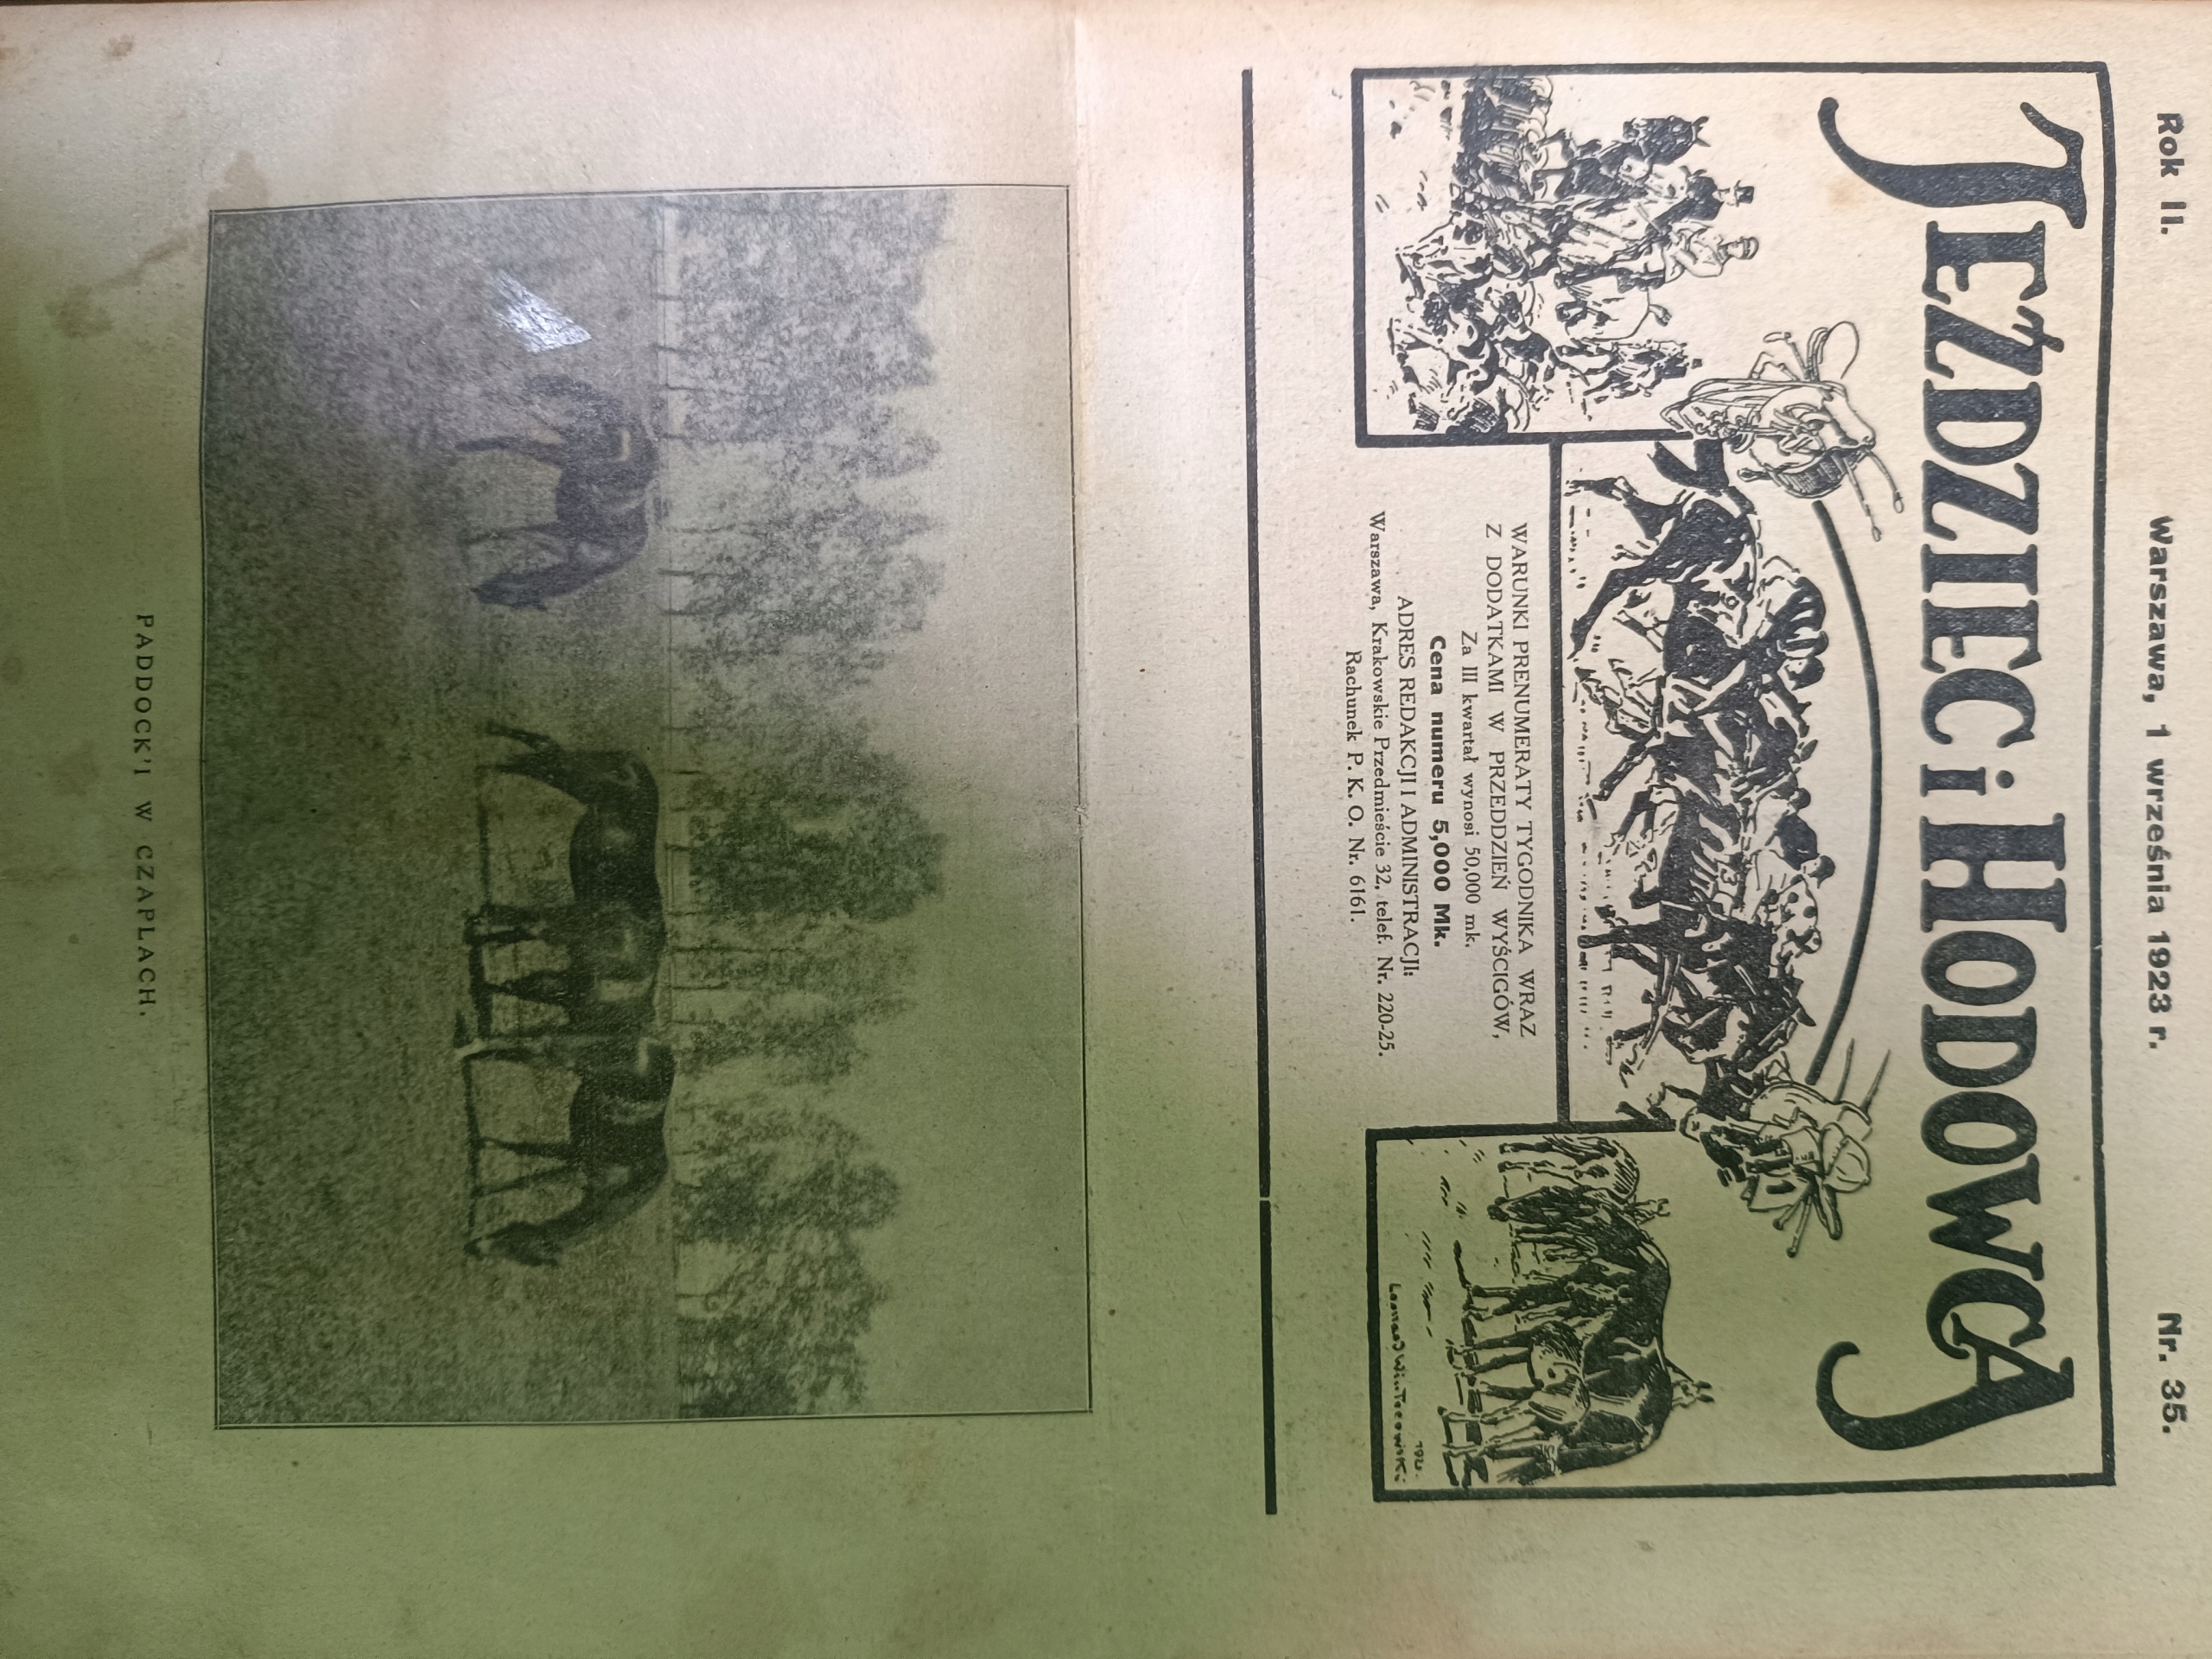 Rok II. Warszawa, 1 września 1923 r. Nr. 35.
JEŹDZIEC i HODOWCA
WARUNKI PRENUMERATY TYGODNIKA WRAZ
Z DODATKAMI W PRZEDDZIEŃ WYŚCIGÓW,
Za III kwartał wynosi 50,000 mk.
Cena numeru 5,000 Mk.
ADRES REDAKCJI I ADMINISTRACJI:
Warszawa, Krakowskie Przedmieście 32, telef. Nr. 220-25.
Rachunek P. K. O. Nr. 6161.
PADDOCK'I W CZAPLACH.